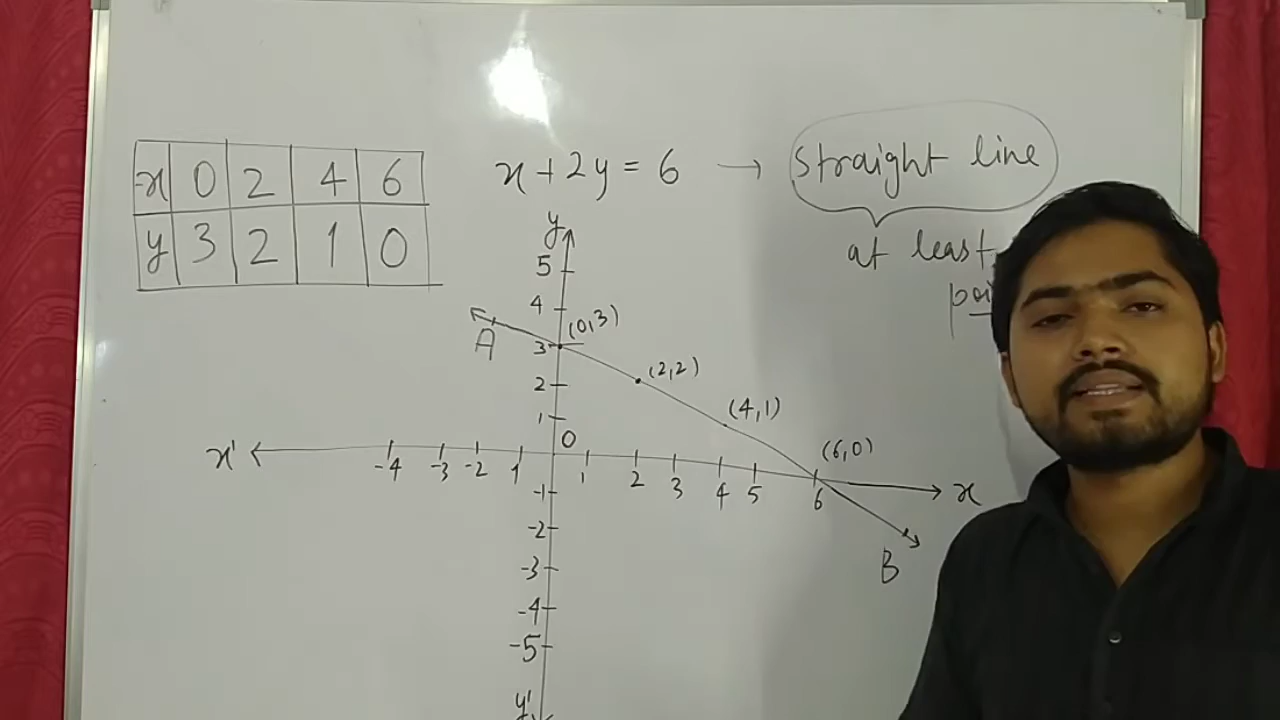 x + 2y = 6 → straight line
at least
x 0 2 4 6
y 3 2 1 0
y
5
4
3
2
1
0
-1
-2
-3
-4
-5
y'
A
(0,3)
(2,2)
(4,1)
(6,0)
x' -4 -3 -2 1 1 2 3 4 5 6 x
B